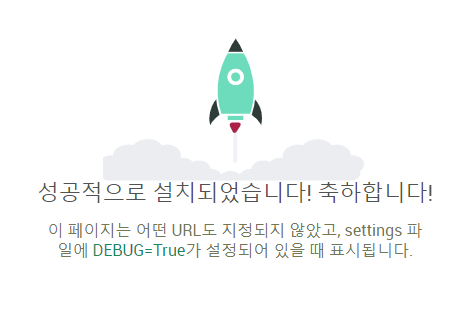 성공적으로 설치되었습니다! 축하합니다!
이 페이지는 어떤 URL도 지정되지 않았고, settings 파
일에 DEBUG=True가 설정되어 있을 때 표시됩니다.